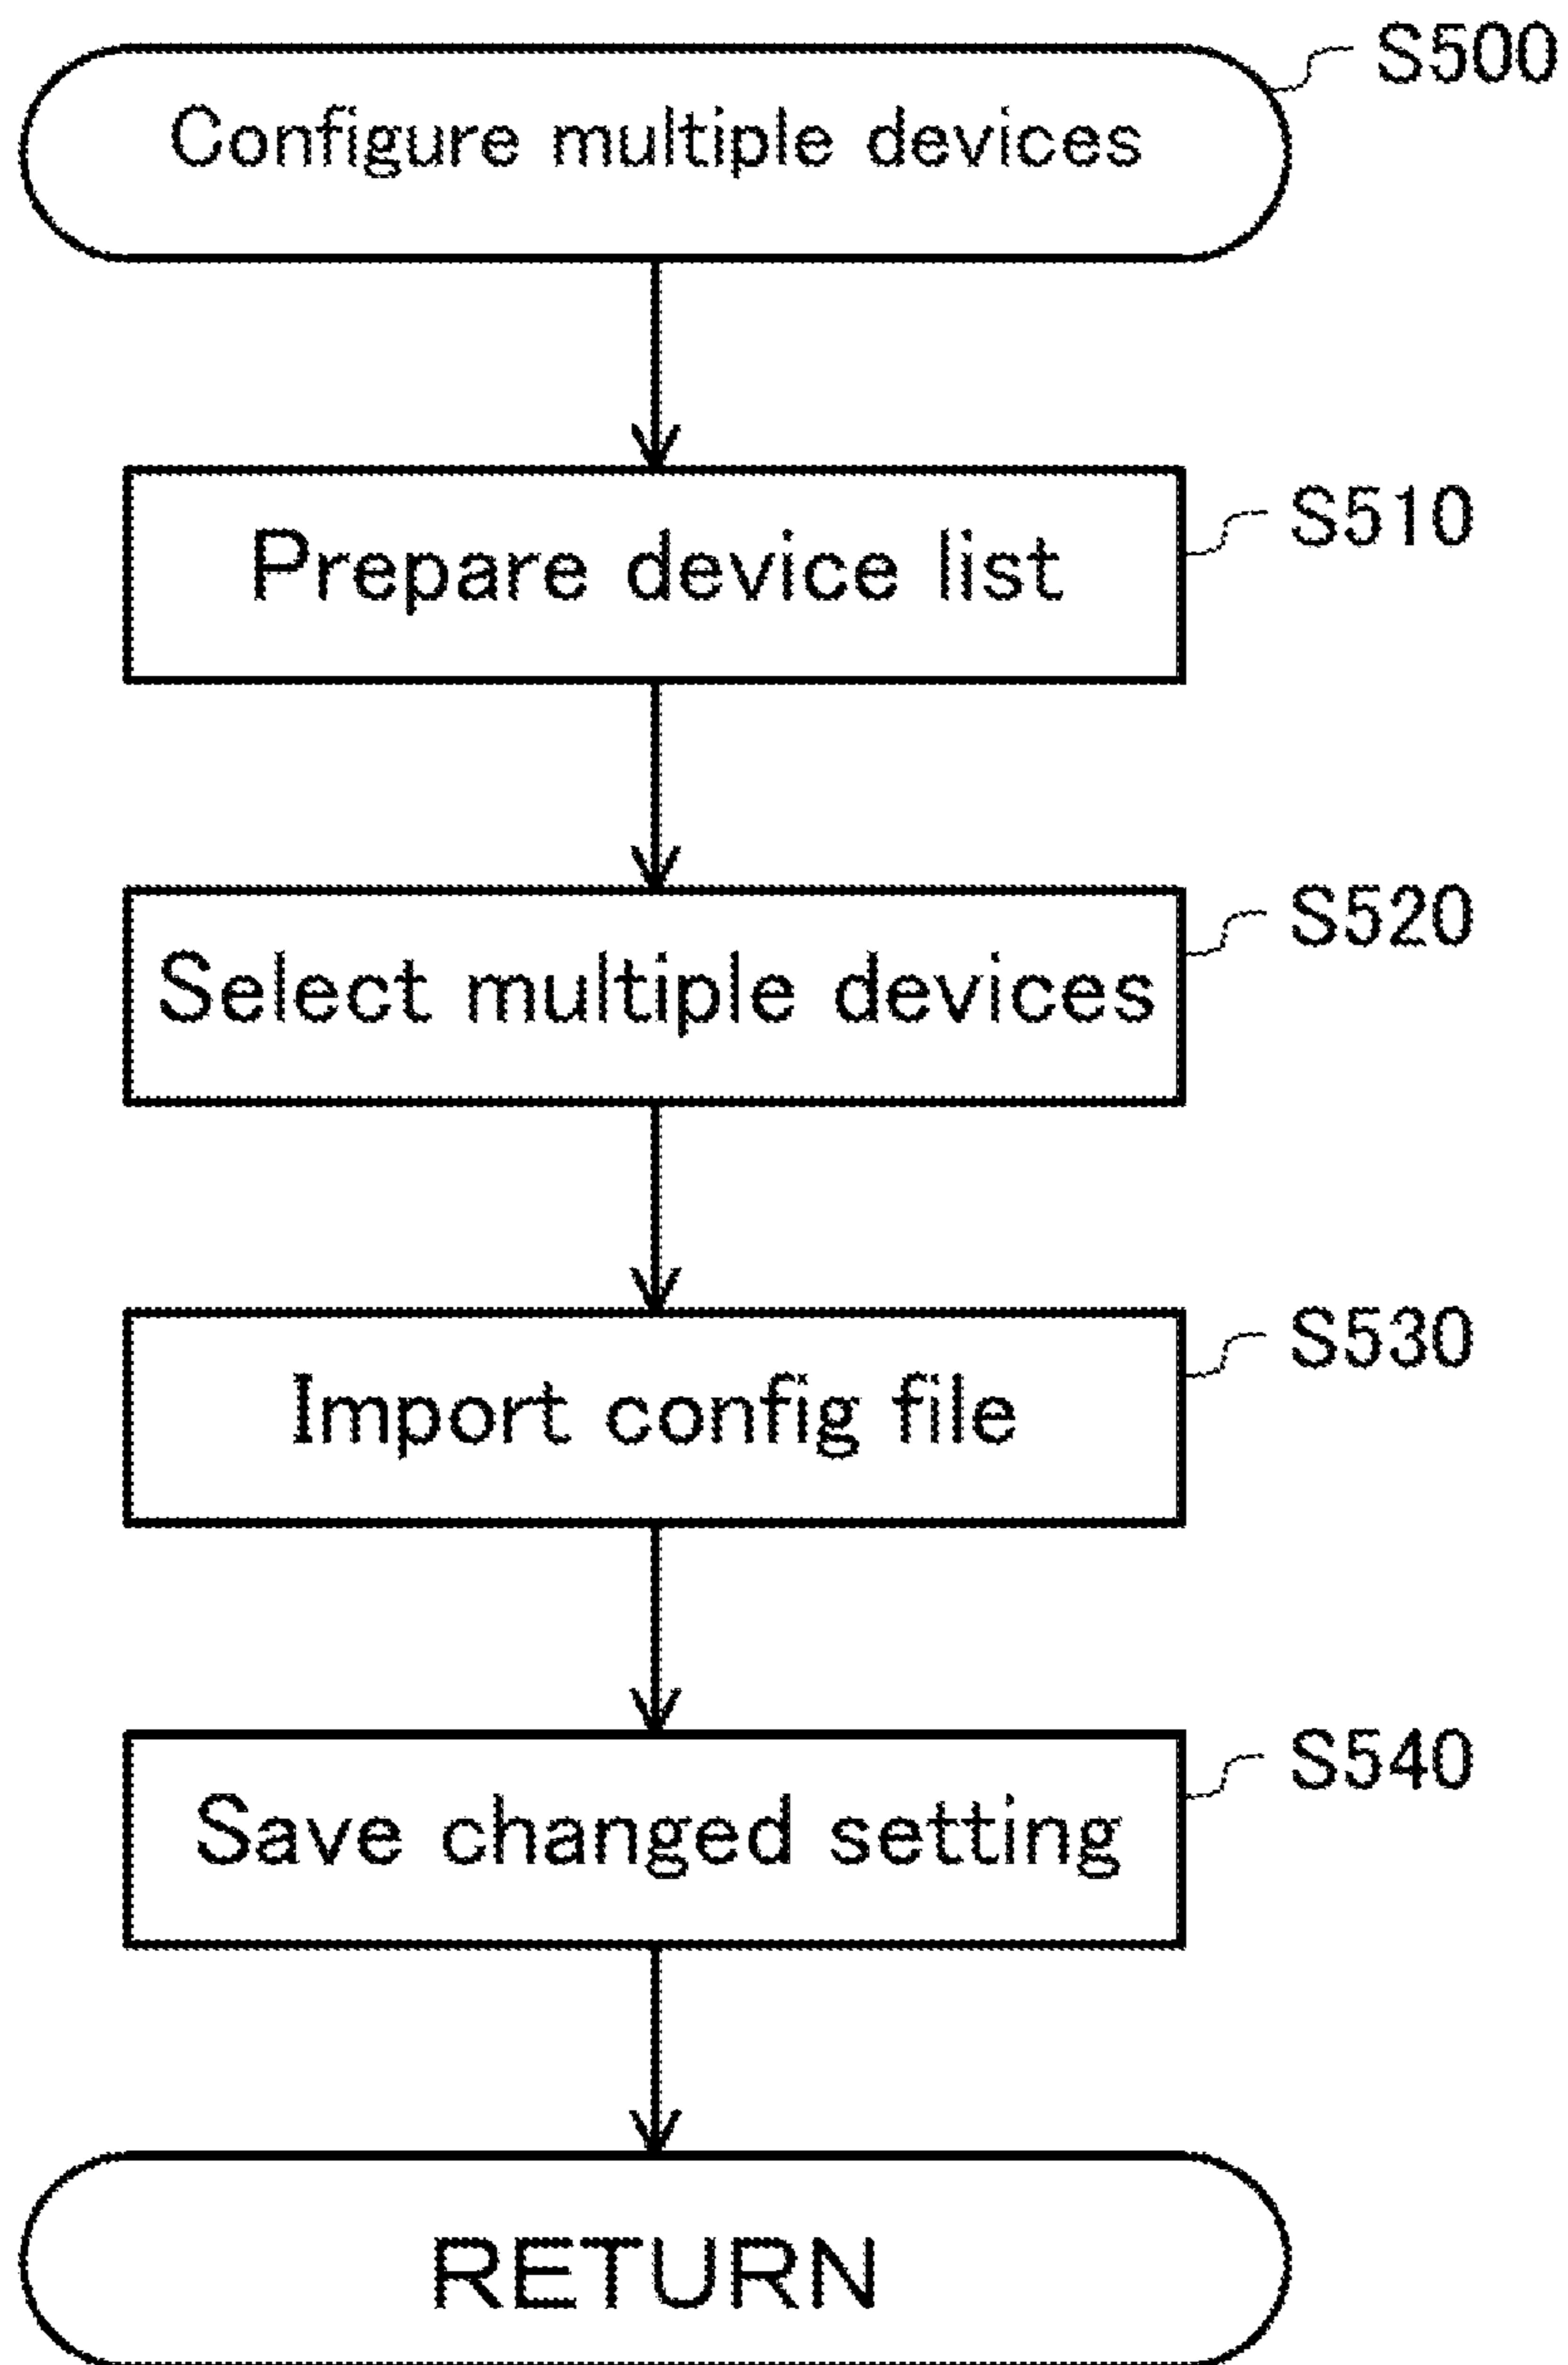 Configure multiple devices
S500
Prepare device list
S510
Select multiple devices
S520
Import config file
S530
Save changed setting
S540
RETURN